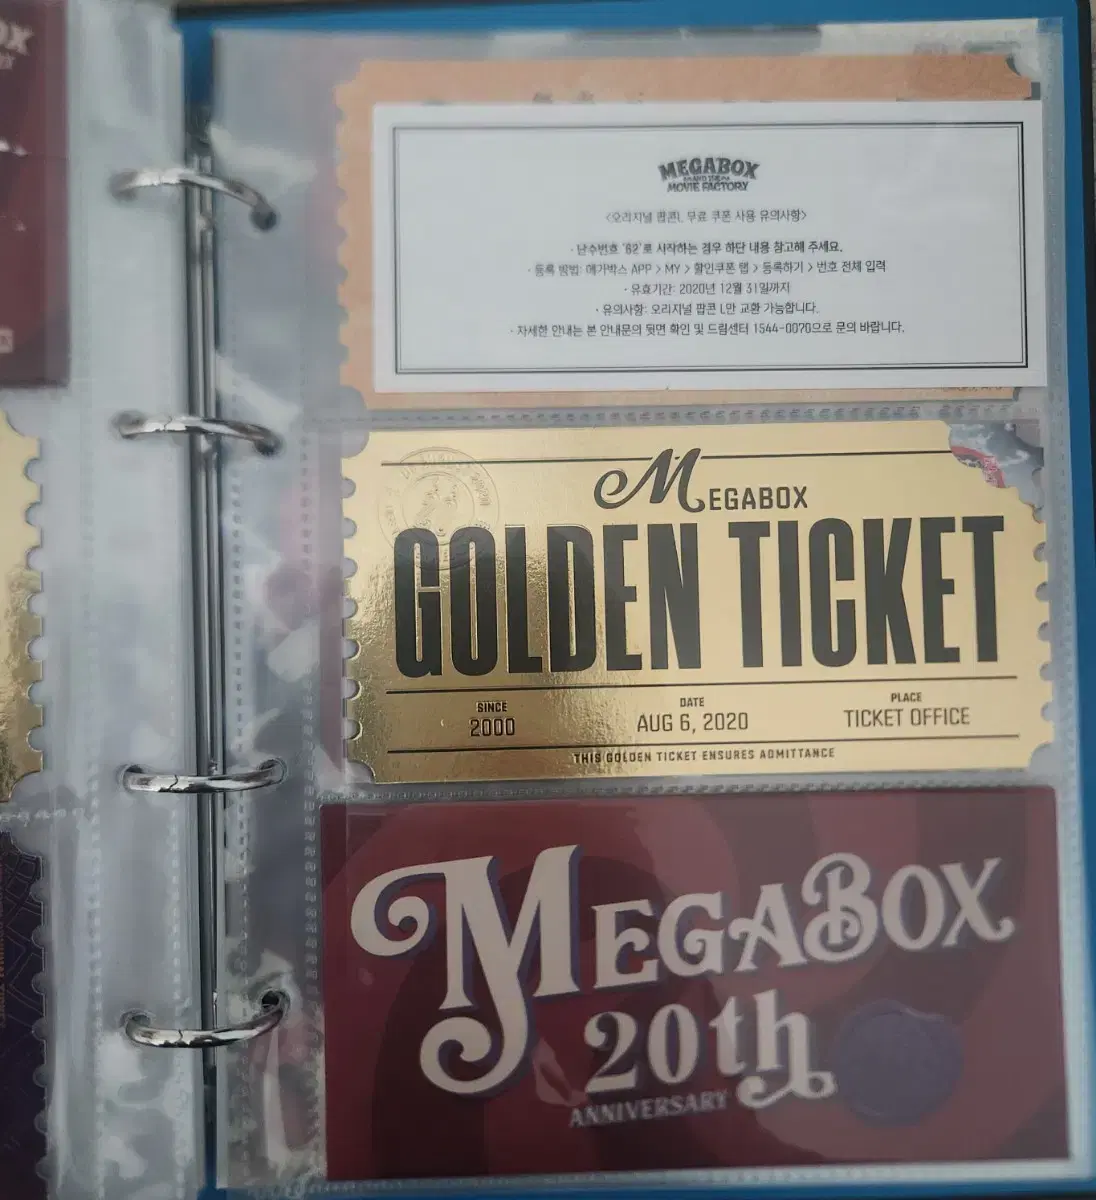 MEGABOX
AND THE
MOVIE FACTORY
<오리지널 팝콘L 무료 쿠폰 사용 유의사항>
· 난수번호 '62'로 시작하는 경우 하단 내용 참고해 주세요.
· 등록 방법: 메가박스 APP > MY > 할인쿠폰 탭 > 등록하기 > 번호 전체 입력
· 유효기간: 2020년 12월 31일까지
· 유의사항: 오리지널 팝콘 L만 교환 가능합니다.
· 자세한 안내는 본 안내문의 뒷면 확인 및 드림센터 1544-0070으로 문의 바랍니다.
MEGABOX
GOLDEN TICKET
SINCE
2000
DATE
AUG 6, 2020
PLACE
TICKET OFFICE
THIS GOLDEN TICKET ENSURES ADMITTANCE
MEGABOX
20th
ANNIVERSARY